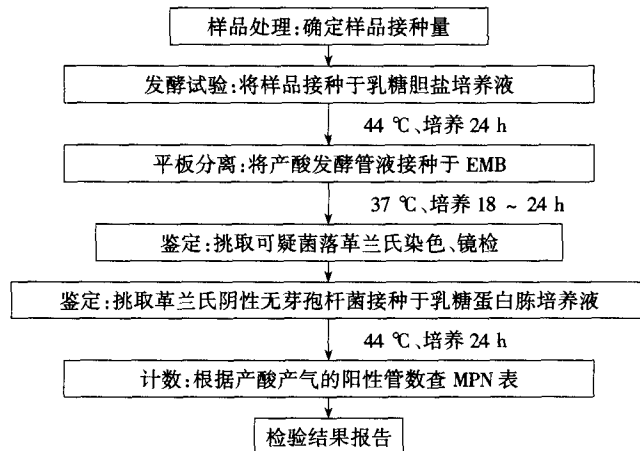 样品处理:确定样品接种量
发酵试验:将样品接种于乳糖胆盐培养液
44 ℃、培养 24 h
平板分离:将产酸发酵管液接种于 EMB
37 ℃、培养 18 ~ 24 h
鉴定:挑取可疑菌落革兰氏染色、镜检
鉴定:挑取革兰氏阴性无芽孢杆菌接种于乳糖蛋白胨培养液
44 ℃、培养 24 h
计数:根据产酸产气的阳性管数查 MPN 表
检验结果报告